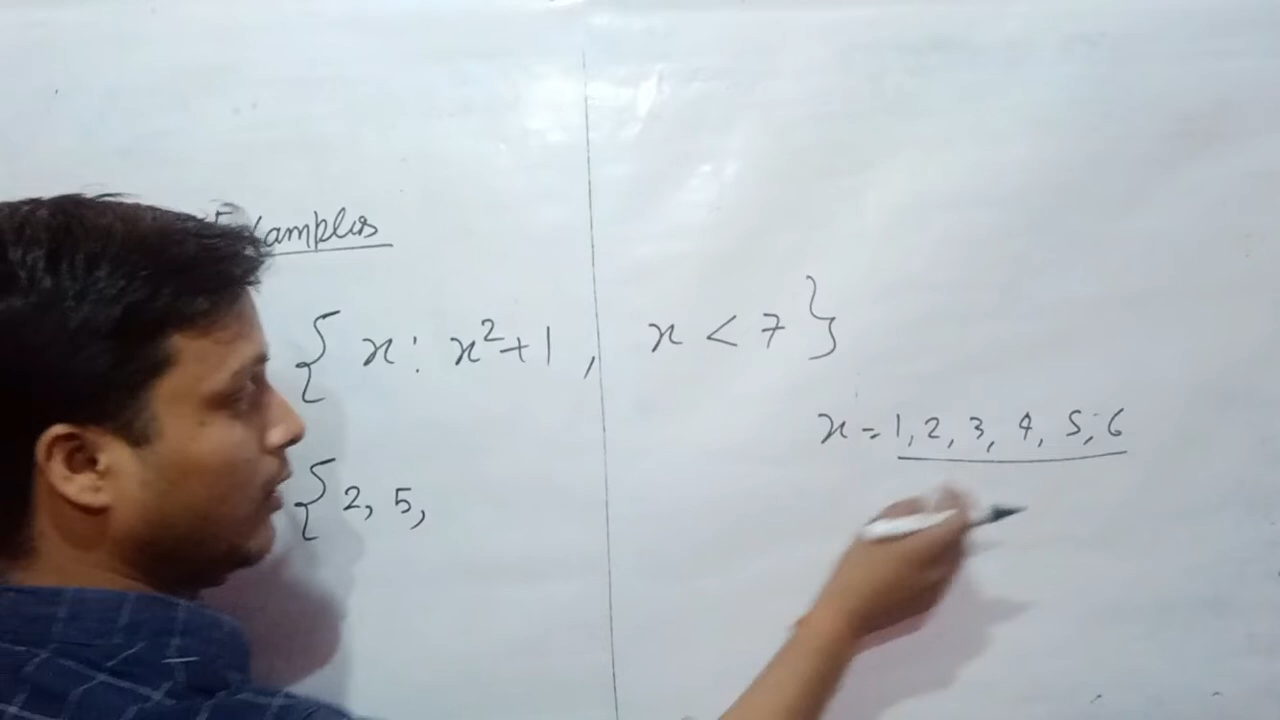 Examples
{ x : x²+1 , x < 7 }
x = 1, 2, 3, 4, 5, 6
{ 2, 5,